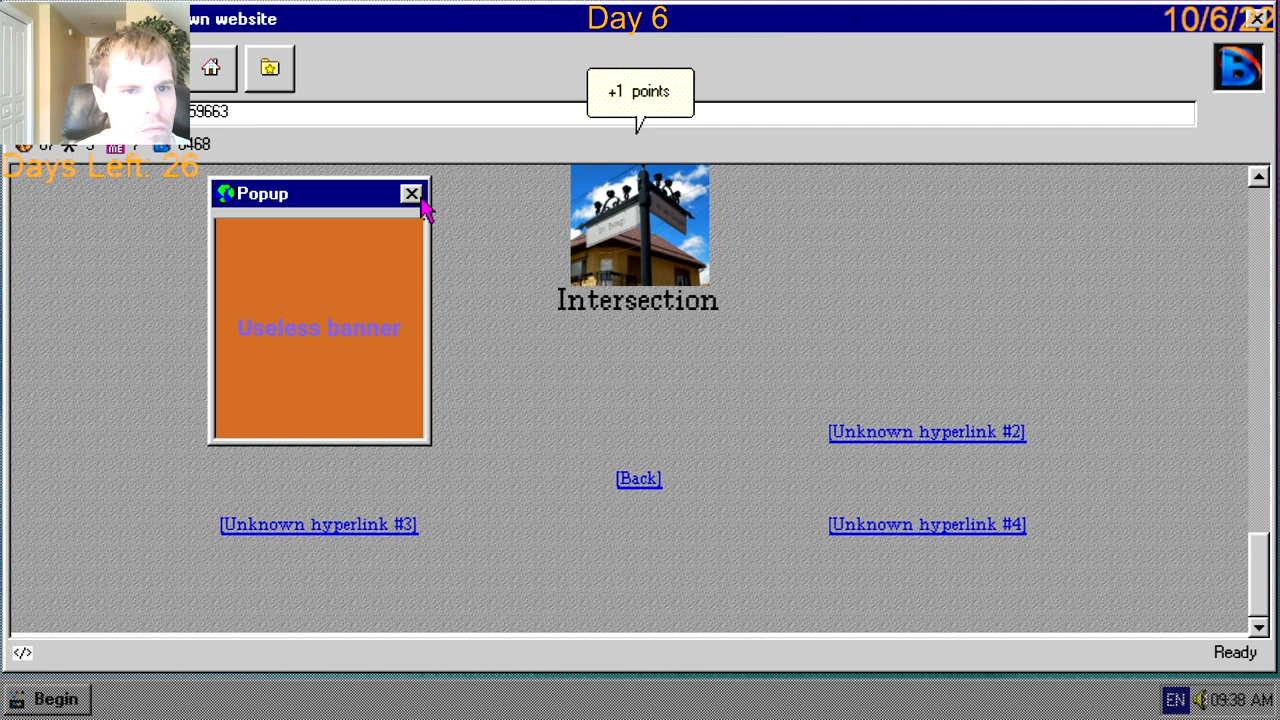 wn website
Day 6
10/6/22
+1 points
59663
Days Left: 26
Popup
Useless banner
Intersection
[Unknown hyperlink #2]
[Back]
[Unknown hyperlink #3]
[Unknown hyperlink #4]
</>
Ready
Begin
EN
09:38 AM